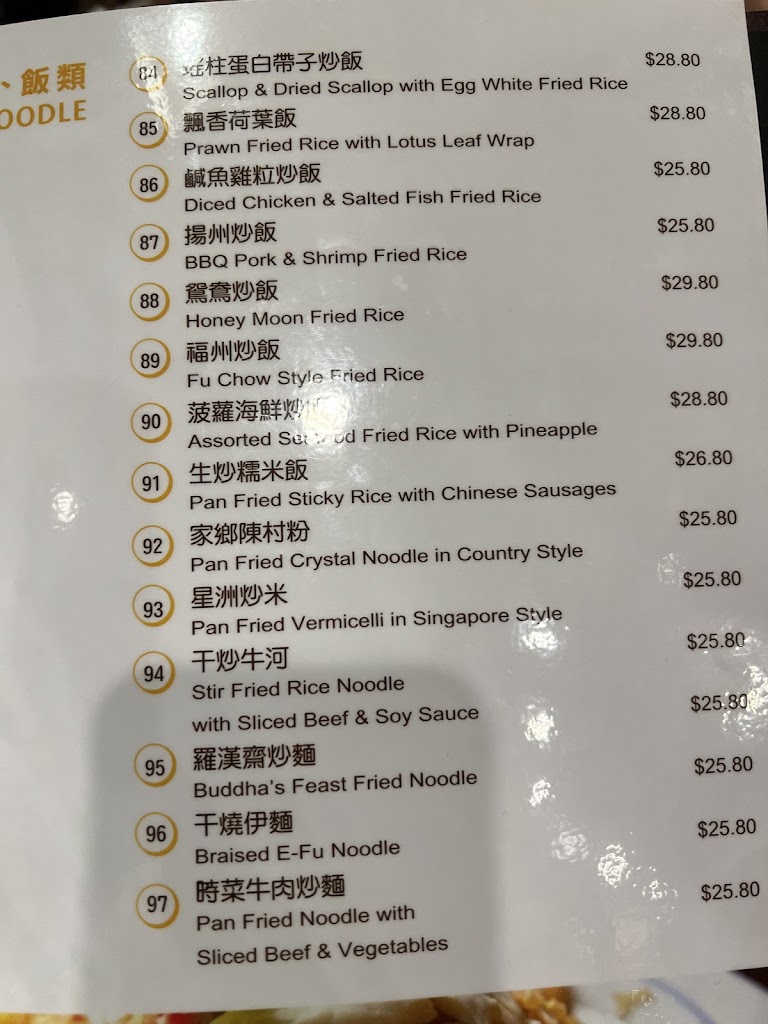 、飯類
OODLE
84 瑤柱蛋白帶子炒飯 $28.80
Scallop & Dried Scallop with Egg White Fried Rice
85 飄香荷葉飯 $28.80
Prawn Fried Rice with Lotus Leaf Wrap
86 鹹魚雞粒炒飯 $25.80
Diced Chicken & Salted Fish Fried Rice
87 揚州炒飯 $25.80
BBQ Pork & Shrimp Fried Rice
88 鴛鴦炒飯 $29.80
Honey Moon Fried Rice
89 福州炒飯 $29.80
Fu Chow Style Fried Rice
90 菠蘿海鮮炒 $28.80
Assorted Fried Rice with Pineapple
91 生炒糯米飯 $26.80
Pan Fried Sticky Rice with Chinese Sausages
92 家鄉陳村粉 $25.80
Pan Fried Crystal Noodle in Country Style
93 星洲炒米 $25.80
Pan Fried Vermicelli in Singapore Style
94 干炒牛河 $25.80
Stir Fried Rice Noodle
with Sliced Beef & Soy Sauce $25.80
95 羅漢齋炒麵 $25.80
Buddha's Feast Fried Noodle
96 干燒伊麵 $25.80
Braised E-Fu Noodle
97 時菜牛肉炒麵 $25.80
Pan Fried Noodle with
Sliced Beef & Vegetables